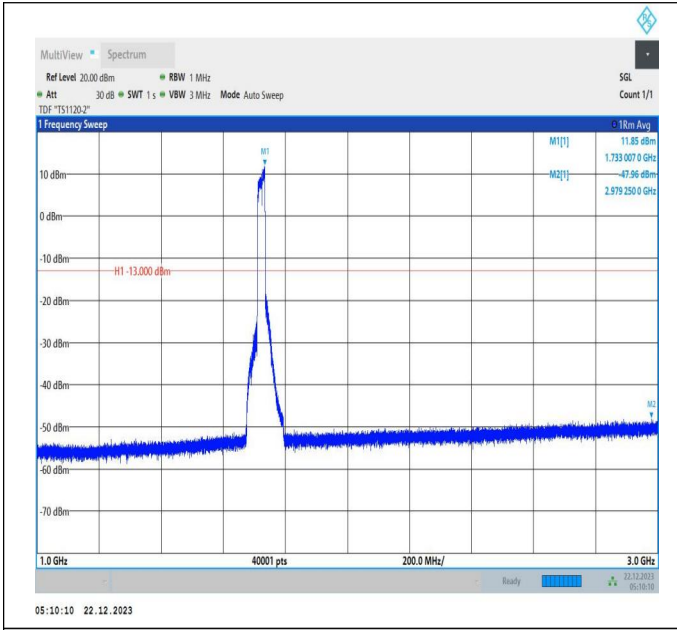 R S
MultiView Spectrum
Ref Level 20.00 dBm RBW 1 MHz SGL
Att 30 dB SWT 1 s VBW 3 MHz Mode Auto Sweep Count 1/1
TDF "TS1120-2"
1 Frequency Sweep 1Rm Avg
M1[1] 11.85 dBm
1.733 007 0 GHz
M2[1] -47.96 dBm
2.979 250 0 GHz
M1
10 dBm
0 dBm
-10 dBm
H1 -13.000 dBm
-20 dBm
-30 dBm
-40 dBm
M2
-50 dBm
-60 dBm
-70 dBm
1.0 GHz 40001 pts 200.0 MHz/ 3.0 GHz
Ready 22.12.2023
05:10:10
05:10:10 22.12.2023